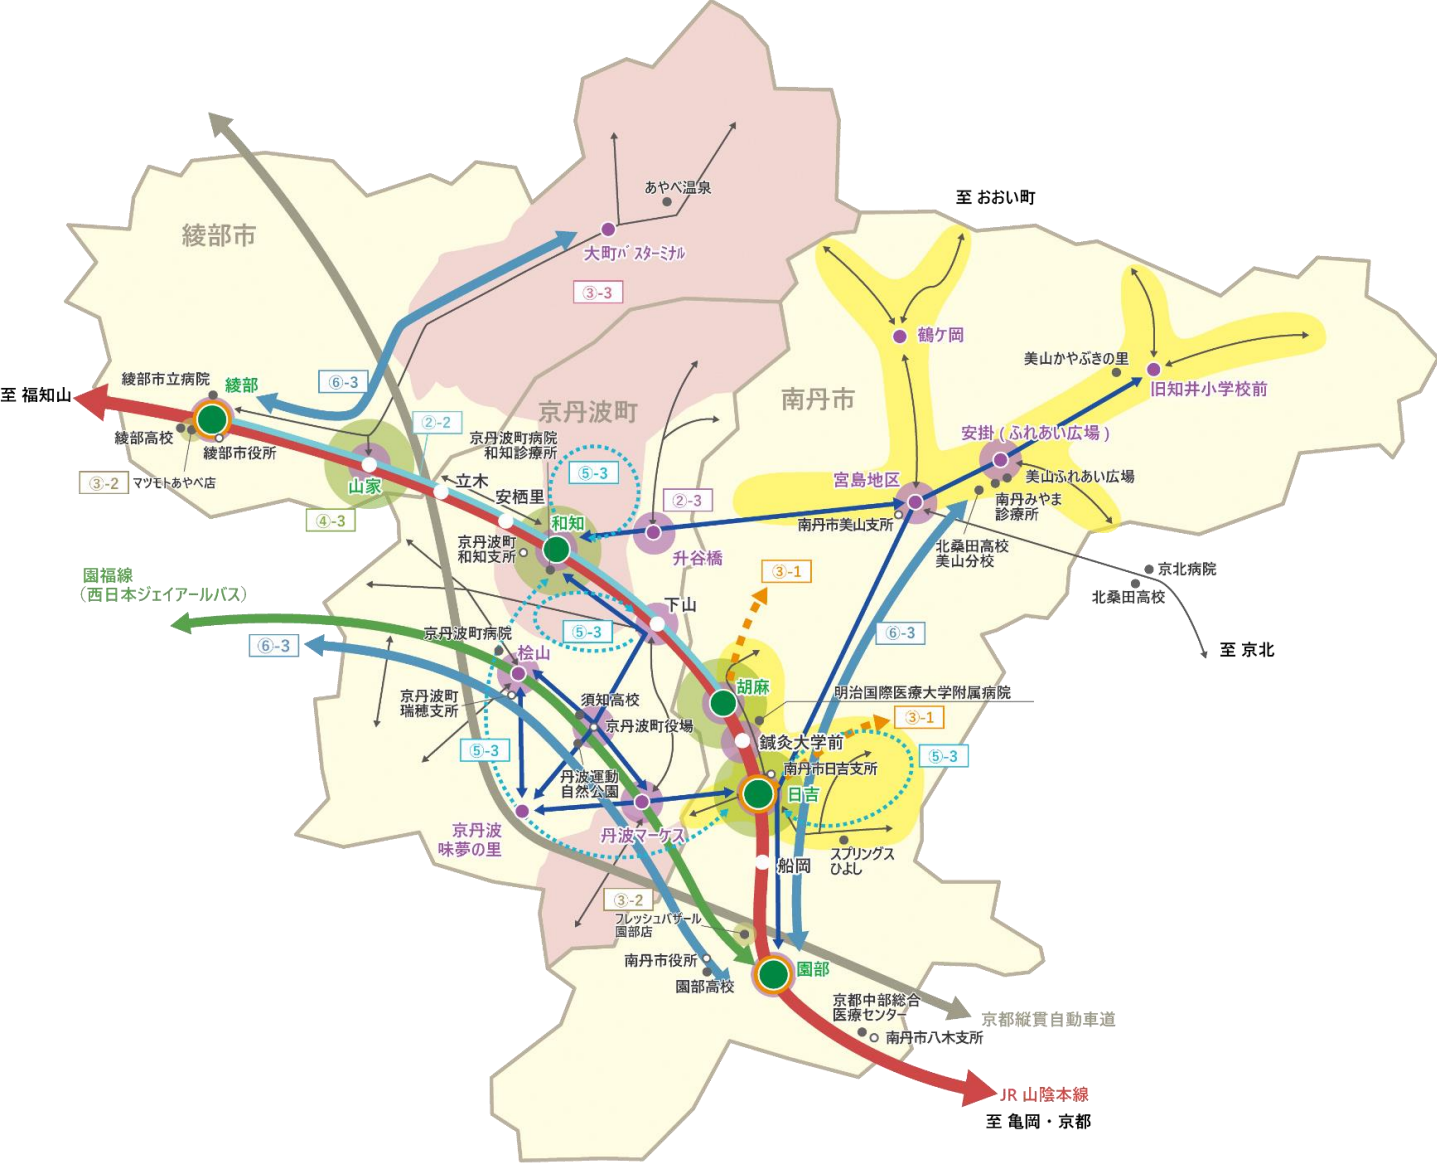 至 おおい町
あやべ温泉
綾部市
大町ﾊﾞｽﾀｰﾐﾅﾙ
③-3
鶴ケ岡
美山かやぶきの里
旧知井小学校前
南丹市
京丹波町
綾部市立病院
綾部
⑥-3
至 福知山
②-2
綾部高校
綾部市役所
③-2
マツモトあやべ店
山家
④-3
立木
安栖里
京丹波町病院
和知診療所
⑤-3
和知
②-3
升谷橋
京丹波町
和知支所
安掛（ふれあい広場）
宮島地区
美山ふれあい広場
南丹みやま
診療所
南丹市美山支所
北桑田高校
美山分校
京北病院
北桑田高校
至 京北
園福線
（西日本ジェイアールバス）
⑥-3
③-1
下山
⑤-3
⑥-3
京丹波町病院
桧山
京丹波町
瑞穂支所
須知高校
京丹波町役場
⑤-3
胡麻
明治国際医療大学附属病院
③-1
鍼灸大学前
⑤-3
南丹市日吉支所
日吉
丹波運動
自然公園
京丹波
味夢の里
丹波マーケス
スプリングス
ひよし
船岡
③-2
フレッシュバザール
園部店
南丹市役所
園部高校
園部
京都中部総合
医療センター
南丹市八木支所
京都縦貫自動車道
JR 山陰本線
至 亀岡・京都